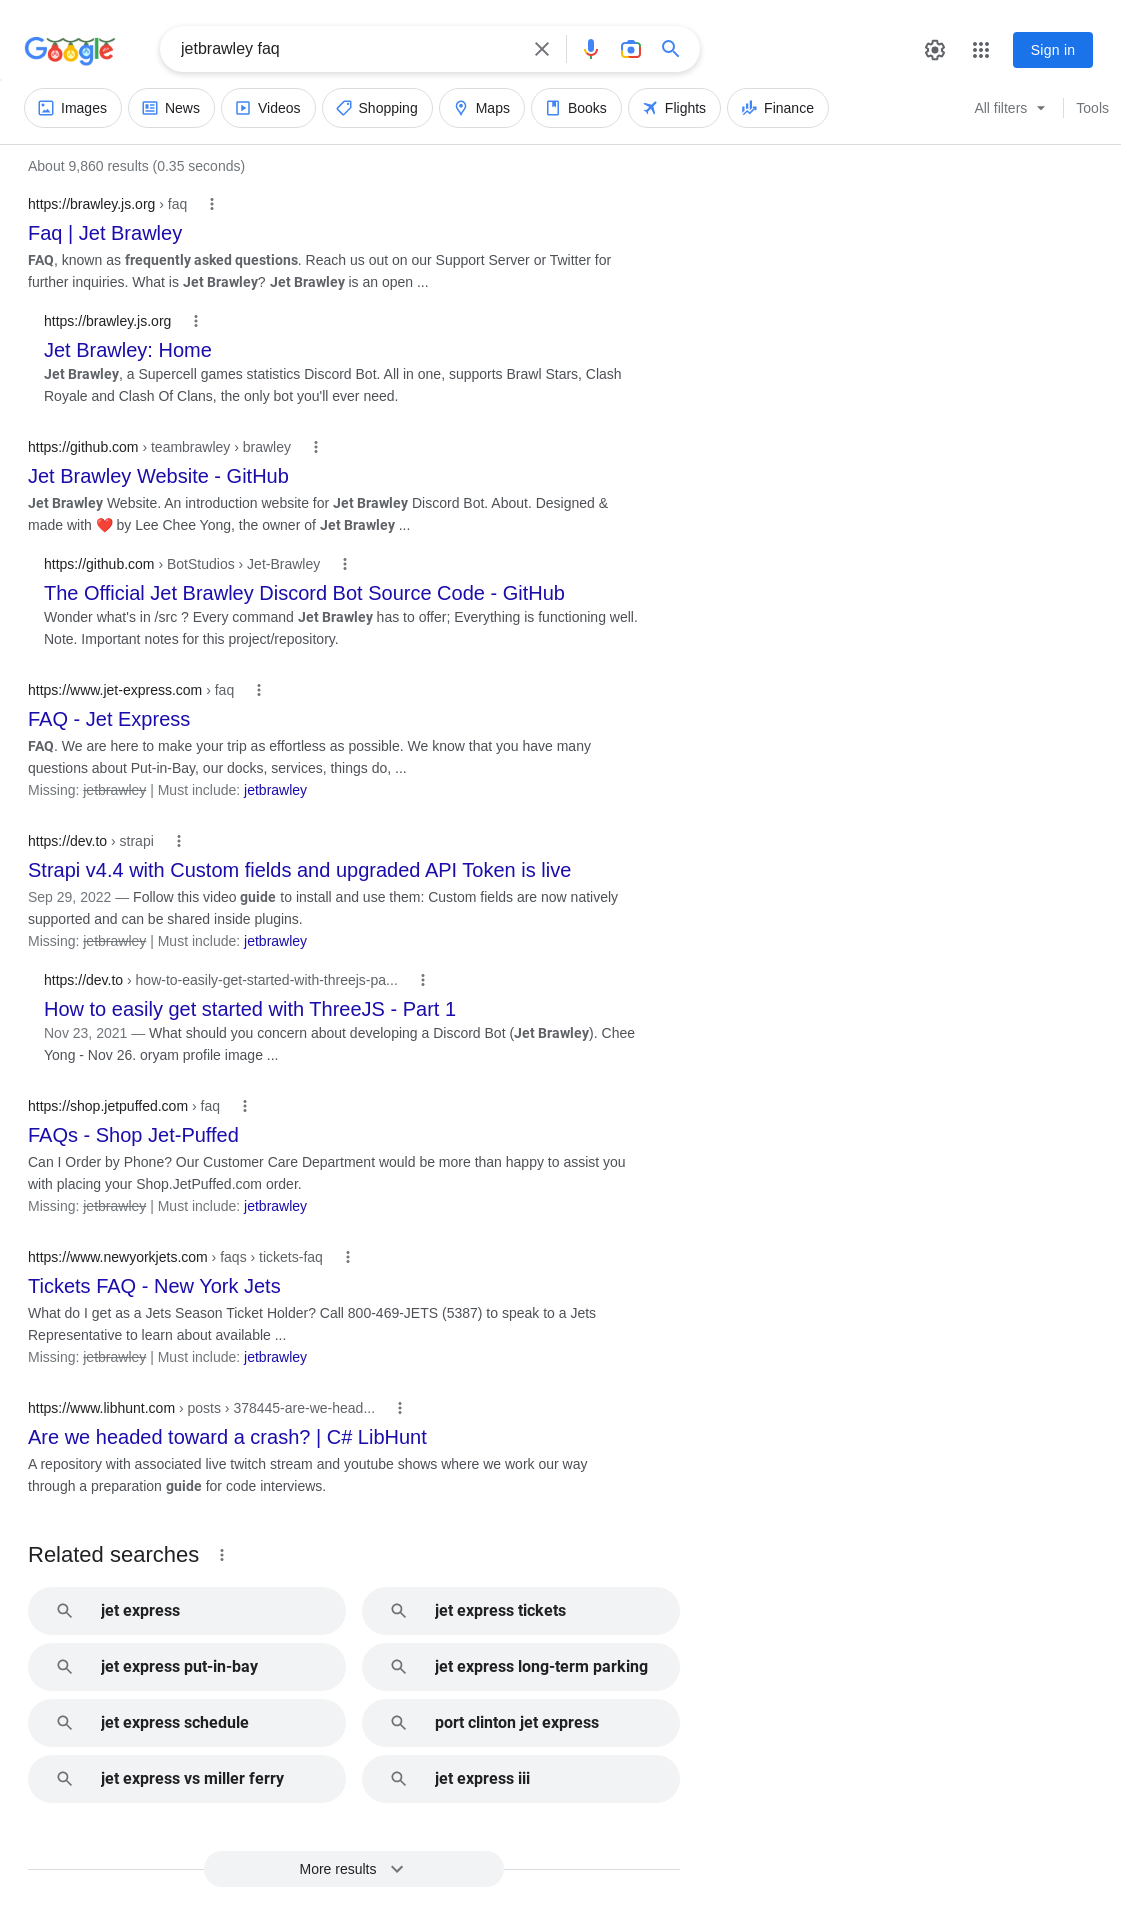 Google
jetbrawley faq
Sign in
Images News Videos Shopping Maps Books Flights Finance All filters Tools
About 9,860 results (0.35 seconds)
https://brawley.js.org › faq
Faq | Jet Brawley
FAQ, known as frequently asked questions. Reach us out on our Support Server or Twitter for
further inquiries. What is Jet Brawley? Jet Brawley is an open ...
https://brawley.js.org
Jet Brawley: Home
Jet Brawley, a Supercell games statistics Discord Bot. All in one, supports Brawl Stars, Clash
Royale and Clash Of Clans, the only bot you'll ever need.
https://github.com › teambrawley › brawley
Jet Brawley Website - GitHub
Jet Brawley Website. An introduction website for Jet Brawley Discord Bot. About. Designed &
made with ❤️ by Lee Chee Yong, the owner of Jet Brawley ...
https://github.com › BotStudios › Jet-Brawley
The Official Jet Brawley Discord Bot Source Code - GitHub
Wonder what's in /src ? Every command Jet Brawley has to offer; Everything is functioning well.
Note. Important notes for this project/repository.
https://www.jet-express.com › faq
FAQ - Jet Express
FAQ. We are here to make your trip as effortless as possible. We know that you have many
questions about Put-in-Bay, our docks, services, things do, ...
Missing: jetbrawley | Must include: jetbrawley
https://dev.to › strapi
Strapi v4.4 with Custom fields and upgraded API Token is live
Sep 29, 2022 — Follow this video guide to install and use them: Custom fields are now natively
supported and can be shared inside plugins.
Missing: jetbrawley | Must include: jetbrawley
https://dev.to › how-to-easily-get-started-with-threejs-pa...
How to easily get started with ThreeJS - Part 1
Nov 23, 2021 — What should you concern about developing a Discord Bot (Jet Brawley). Chee
Yong - Nov 26. oryam profile image ...
https://shop.jetpuffed.com › faq
FAQs - Shop Jet-Puffed
Can I Order by Phone? Our Customer Care Department would be more than happy to assist you
with placing your Shop.JetPuffed.com order.
Missing: jetbrawley | Must include: jetbrawley
https://www.newyorkjets.com › faqs › tickets-faq
Tickets FAQ - New York Jets
What do I get as a Jets Season Ticket Holder? Call 800-469-JETS (5387) to speak to a Jets
Representative to learn about available ...
Missing: jetbrawley | Must include: jetbrawley
https://www.libhunt.com › posts › 378445-are-we-head...
Are we headed toward a crash? | C# LibHunt
A repository with associated live twitch stream and youtube shows where we work our way
through a preparation guide for code interviews.
Related searches
jet express
jet express tickets
jet express put-in-bay
jet express long-term parking
jet express schedule
port clinton jet express
jet express vs miller ferry
jet express iii
More results